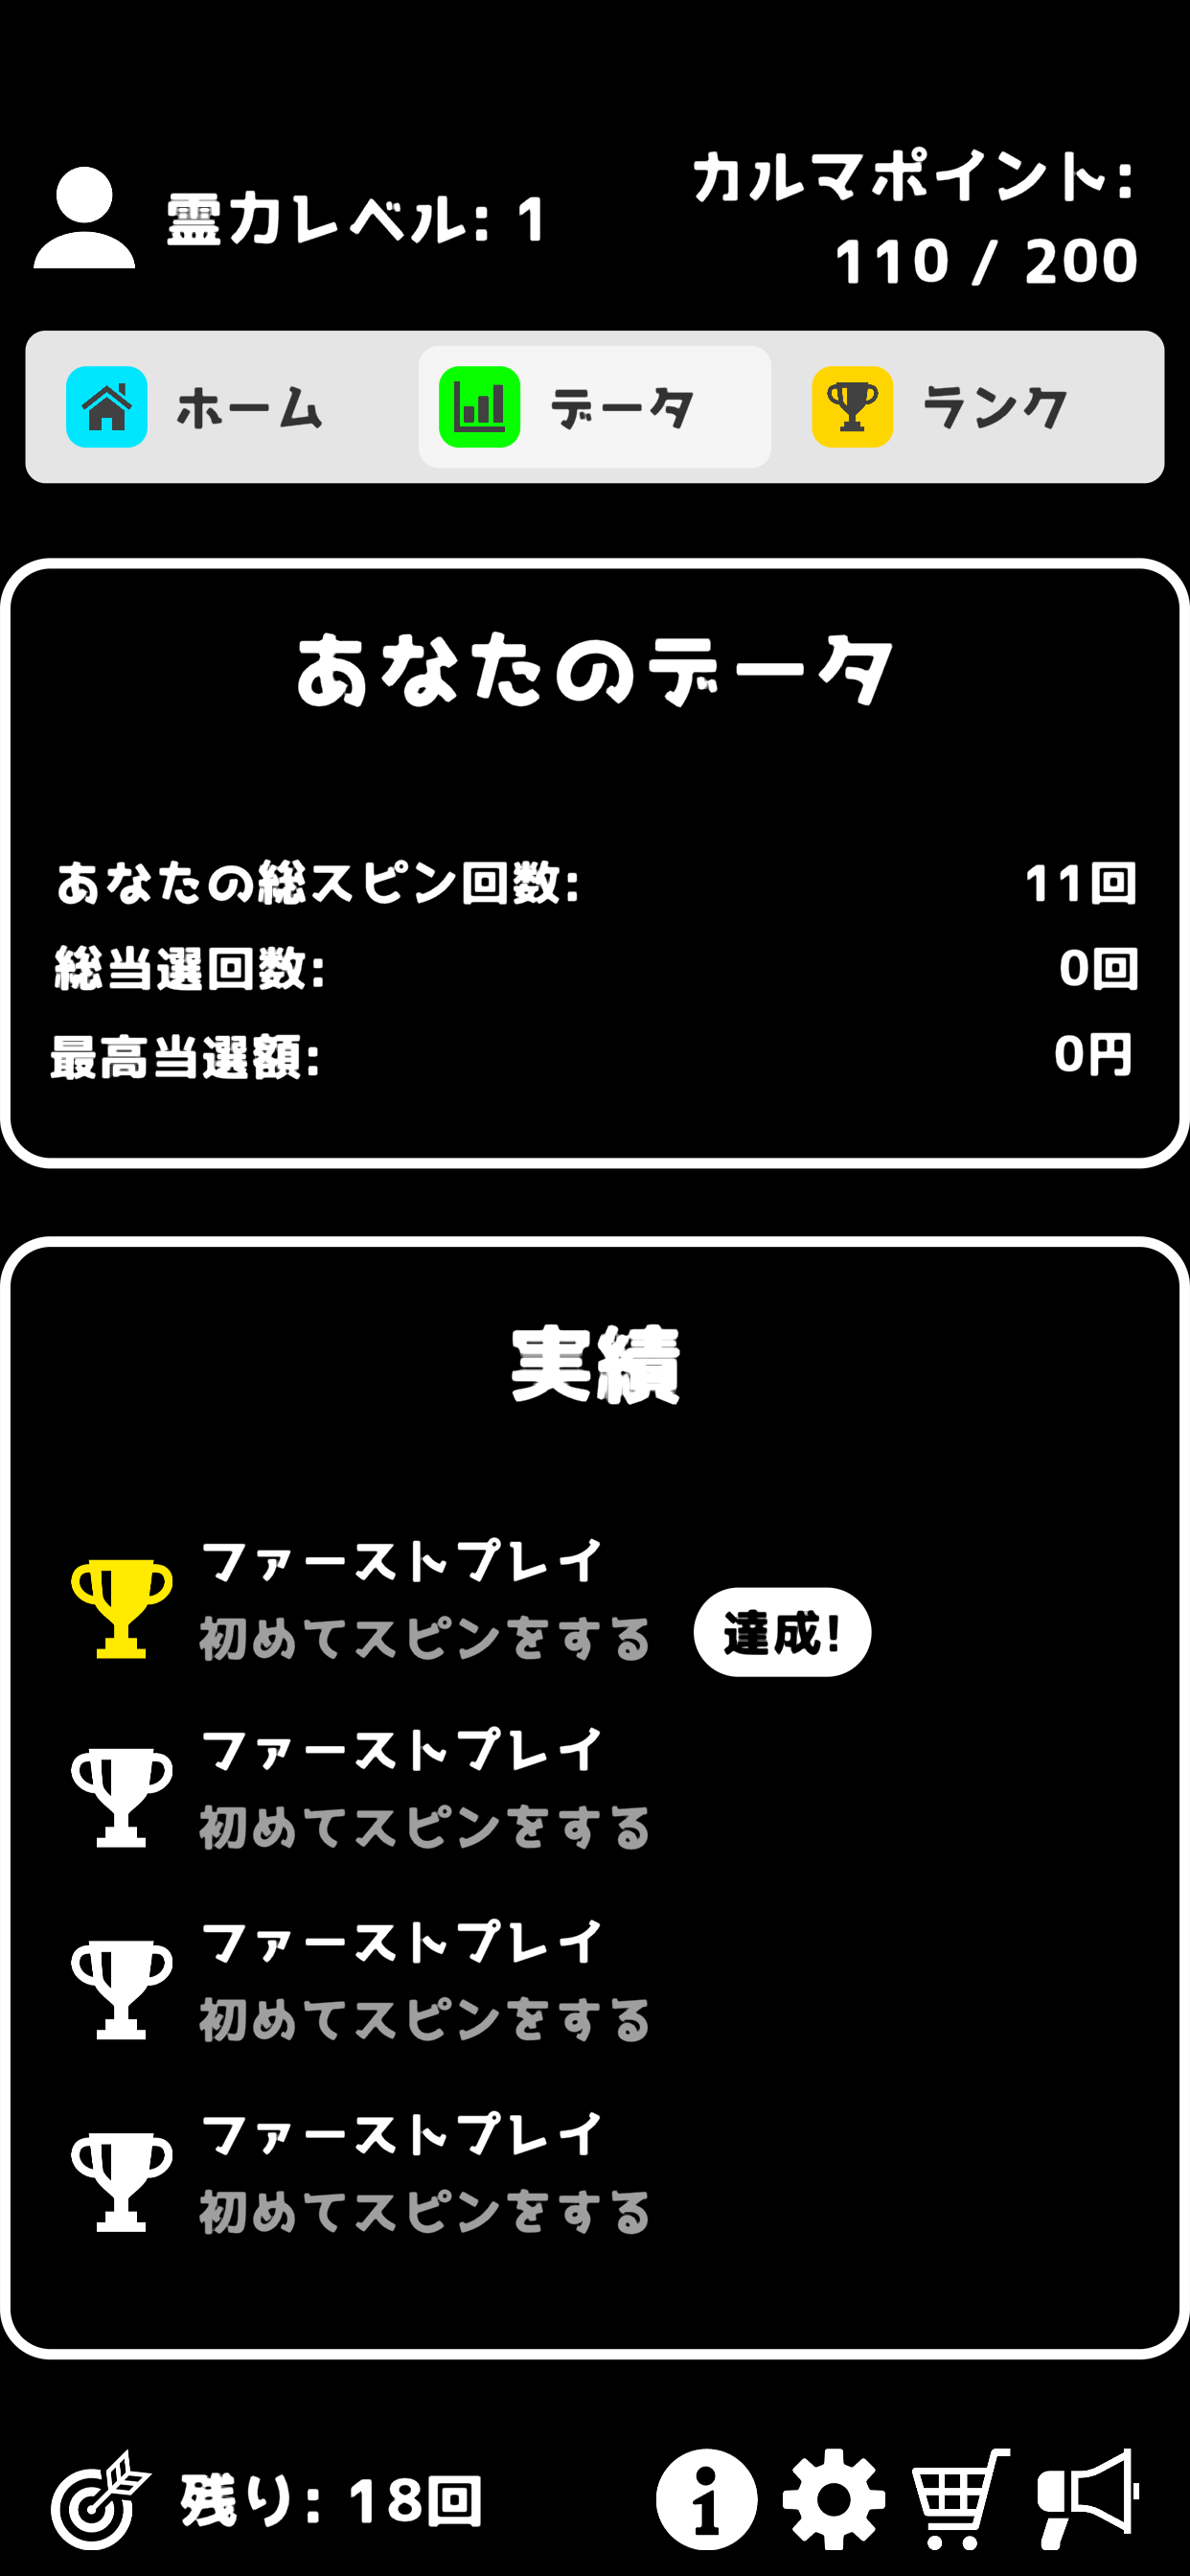 霊力レベル: 1
カルマポイント:
110 / 200
ホーム
データ
ランク
あなたのデータ
あなたの総スピン回数:
11回
総当選回数:
0回
最高当選額:
0円
実績
ファーストプレイ
初めてスピンをする
達成!
ファーストプレイ
初めてスピンをする
ファーストプレイ
初めてスピンをする
ファーストプレイ
初めてスピンをする
残り: 18回